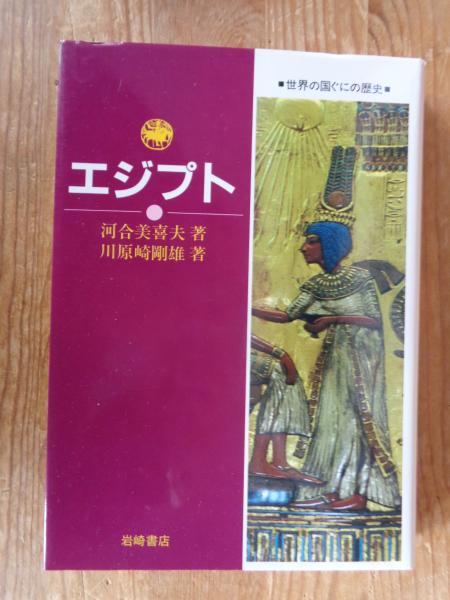 ■世界の国ぐにの歴史■
エジプト
河合美喜夫 著
川原崎剛雄 著
岩崎書店